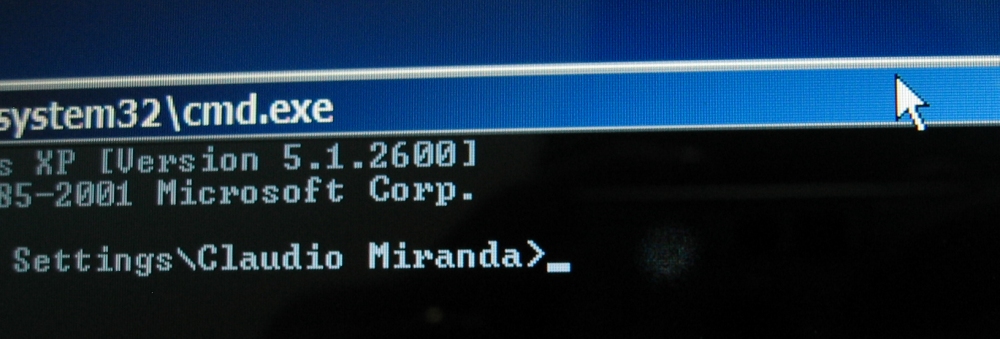 system32\cmd.exe
s XP [Version 5.1.2600]
85-2001 Microsoft Corp.
Settings\Claudio Miranda>_